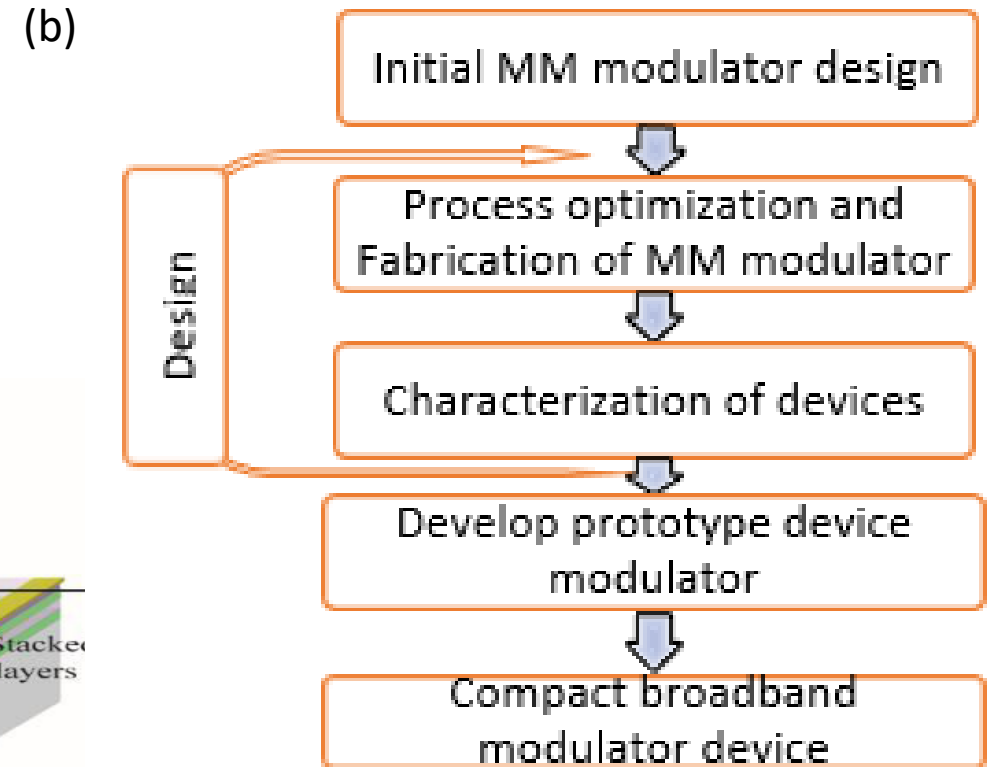 (b)
Initial MM modulator design
Process optimization and
Fabrication of MM modulator
Design
Characterization of devices
Develop prototype device
modulator
layers
Compact broadband
modulator device